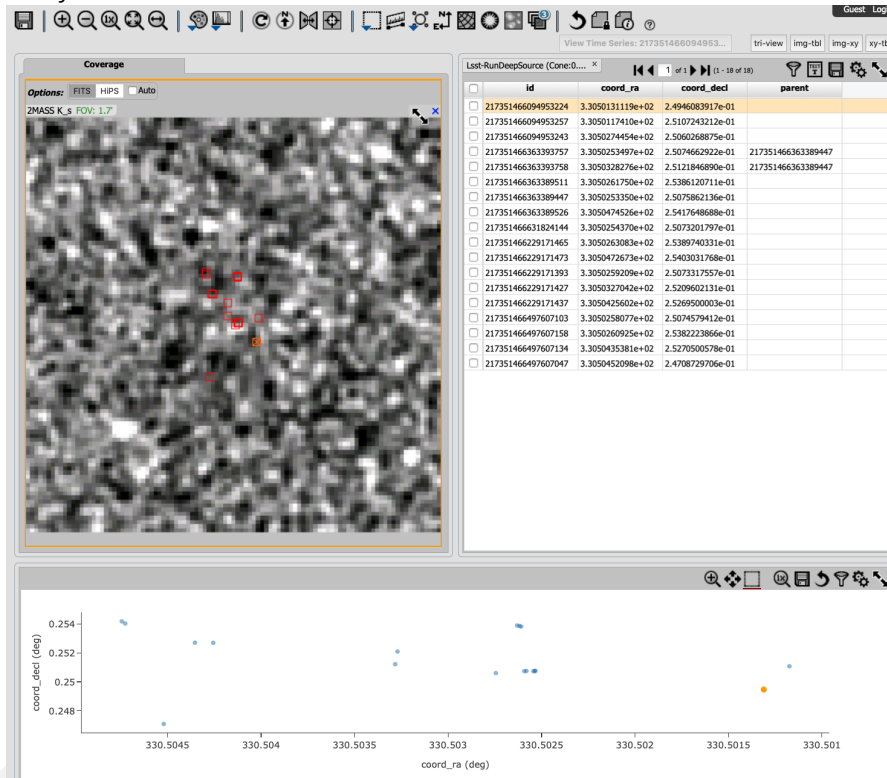 Guest Log
3
View Time Series: 217351466094953...
tri-view
img-tbl
img-xy
xy-tb
Coverage
Options: FITS HiPS Auto
2MASS K_s FOV: 1.7'
Lsst-RunDeepSource (Cone:0.... ×
1 of 1 (1 - 18 of 18)
id coord_ra coord_decl parent
217351466094953224 3.3050131119e+02 2.4946083917e-01
217351466094953257 3.3050117410e+02 2.5107243212e-01
217351466094953243 3.3050274454e+02 2.5060268875e-01
217351466363393757 3.3050253497e+02 2.5074662922e-01 217351466363389447
217351466363393758 3.3050328276e+02 2.5121846890e-01 217351466363389447
217351466363389511 3.3050261750e+02 2.5386120711e-01
217351466363389447 3.3050253350e+02 2.5075862136e-01
217351466363389526 3.3050474526e+02 2.5417648688e-01
217351466631824144 3.3050254370e+02 2.5073201797e-01
217351466229171465 3.3050263083e+02 2.5389740331e-01
217351466229171473 3.3050472673e+02 2.5403031768e-01
217351466229171393 3.3050259209e+02 2.5073317557e-01
217351466229171427 3.3050327042e+02 2.5209602131e-01
217351466229171437 3.3050425602e+02 2.5269500003e-01
217351466497607103 3.3050258077e+02 2.5074579412e-01
217351466497607158 3.3050260925e+02 2.5382223866e-01
217351466497607134 3.3050435381e+02 2.5270500578e-01
217351466497607047 3.3050452098e+02 2.4708729706e-01
coord_decl (deg)
0.254
0.252
0.25
0.248
330.5045 330.504 330.5035 330.503 330.5025 330.502 330.5015 330.501
coord_ra (deg)